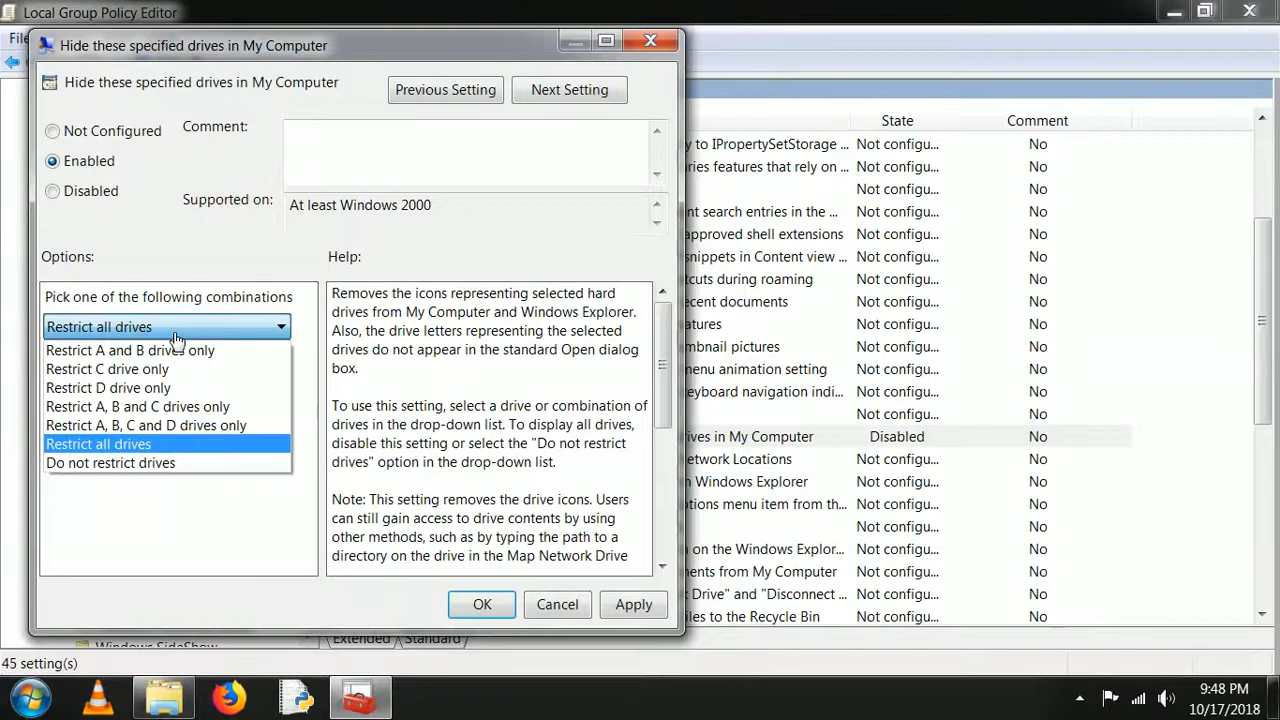 Local Group Policy Editor
File
Hide these specified drives in My Computer
Hide these specified drives in My Computer
Previous Setting
Next Setting
Not Configured
Enabled
Disabled
Comment:
Supported on:
At least Windows 2000
Options:
Help:
Pick one of the following combinations
Restrict all drives
Restrict A and B drives only
Restrict C drive only
Restrict D drive only
Restrict A, B and C drives only
Restrict A, B, C and D drives only
Restrict all drives
Do not restrict drives
Removes the icons representing selected hard
drives from My Computer and Windows Explorer.
Also, the drive letters representing the selected
drives do not appear in the standard Open dialog
box.
To use this setting, select a drive or combination of
drives in the drop-down list. To display all drives,
disable this setting or select the "Do not restrict
drives" option in the drop-down list.
Note: This setting removes the drive icons. Users
can still gain access to drive contents by using
other methods, such as by typing the path to a
directory on the drive in the Map Network Drive
OK
Cancel
Apply
State Comment
y to IPropertySetStorage ... Not configu... No
aries features that rely on ... Not configu... No
Not configu... No
nt search entries in the ... Not configu... No
approved shell extensions Not configu... No
snippets in Content view ... Not configu... No
tcuts during roaming Not configu... No
ecent documents Not configu... No
atures Not configu... No
mbnail pictures Not configu... No
menu animation setting Not configu... No
eyboard navigation indi... Not configu... No
Not configu... No
rives in My Computer Disabled No
etwork Locations Not configu... No
n Windows Explorer Not configu... No
ptions menu item from th... Not configu... No
Not configu... No
n on the Windows Explor... Not configu... No
ments from My Computer Not configu... No
k Drive" and "Disconnect ... Not configu... No
iles to the Recycle Bin Not configu... No
Windows SideShow
Extended
Standard
45 setting(s)
9:48 PM
10/17/2018